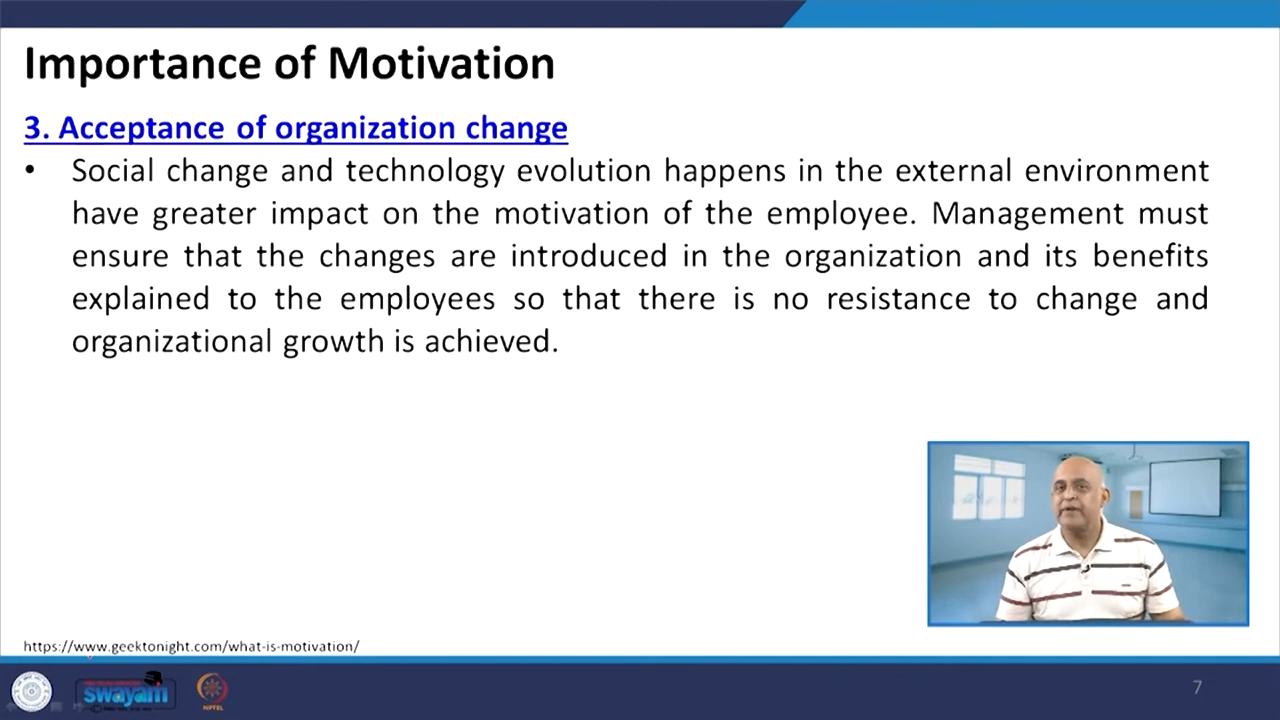 Importance of Motivation
3. Acceptance of organization change
• Social change and technology evolution happens in the external environment
have greater impact on the motivation of the employee. Management must
ensure that the changes are introduced in the organization and its benefits
explained to the employees so that there is no resistance to change and
organizational growth is achieved.
https://www.geektonight.com/what-is-motivation/
swayam
NPTEL
7